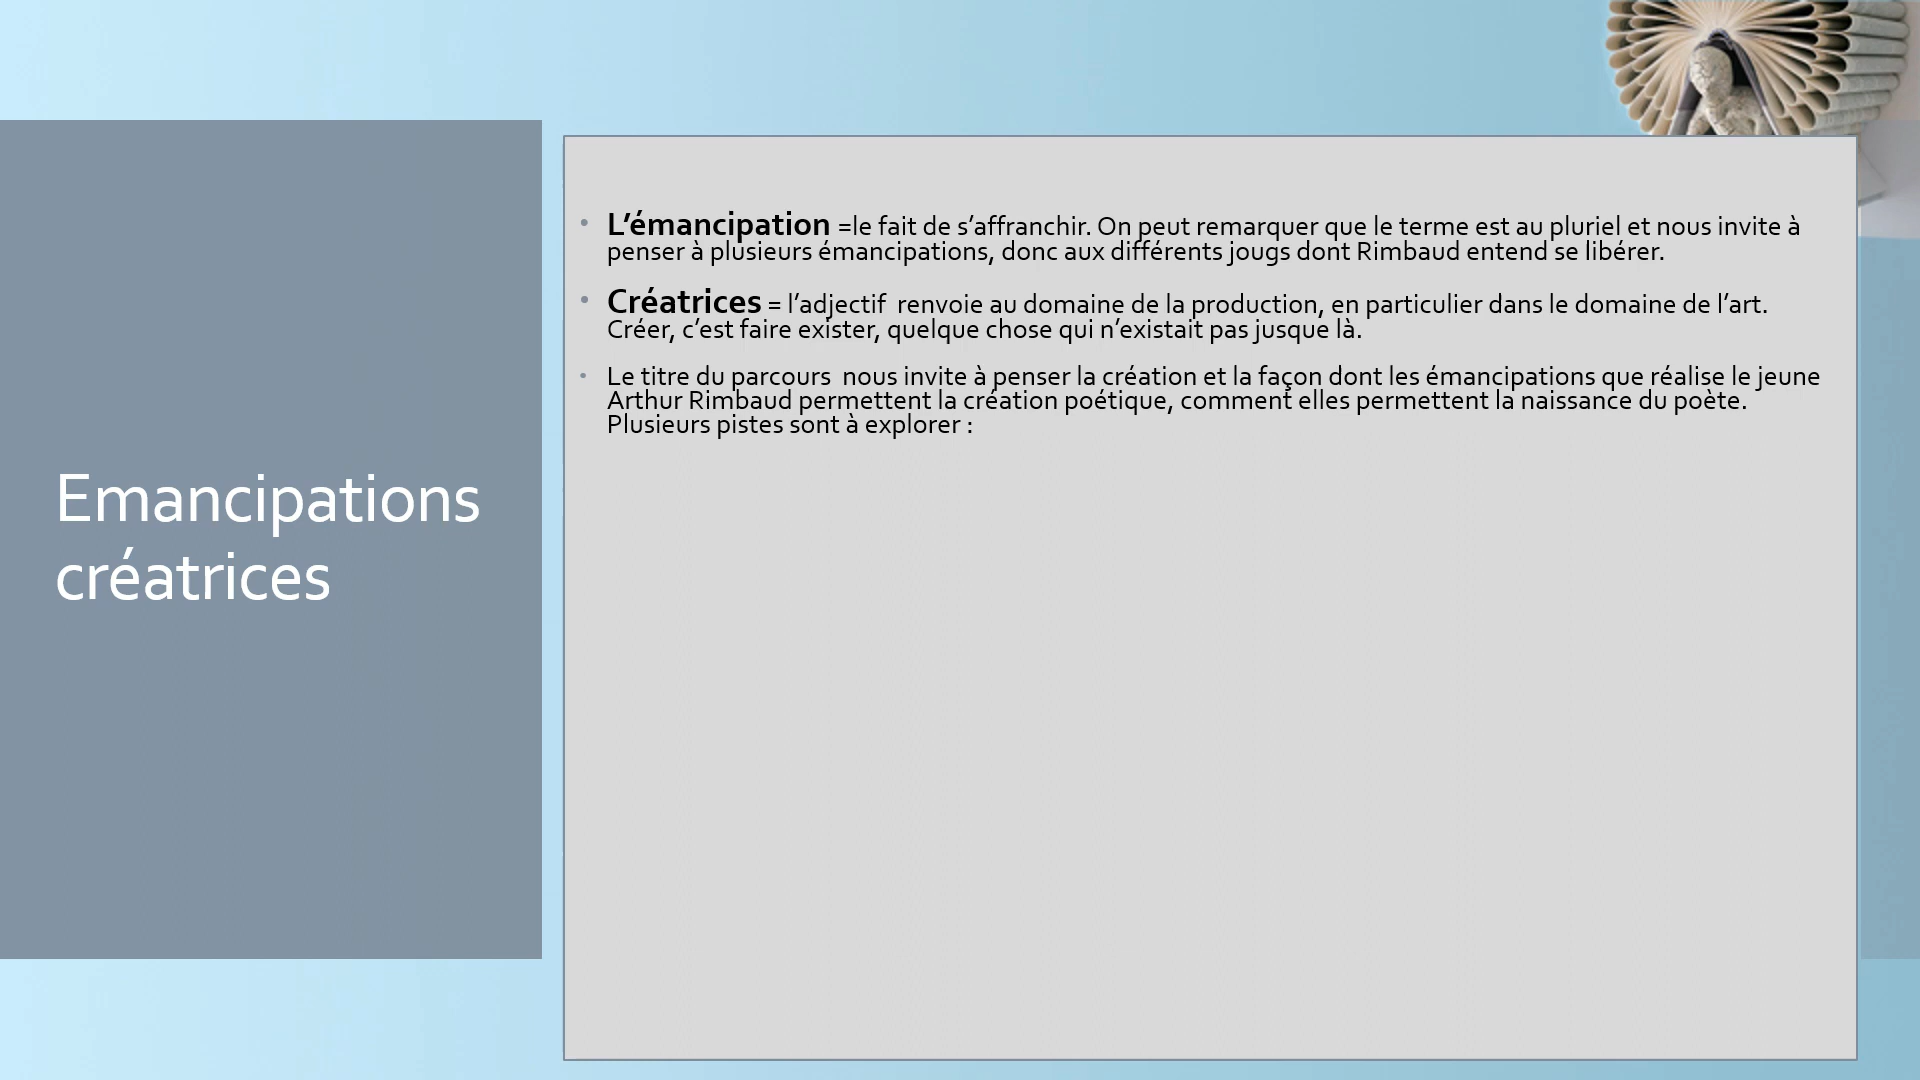 Emancipations
créatrices
• L’émancipation =le fait de s’affranchir. On peut remarquer que le terme est au pluriel et nous invite à
penser à plusieurs émancipations, donc aux différents jougs dont Rimbaud entend se libérer.
• Créatrices = l’adjectif  renvoie au domaine de la production, en particulier dans le domaine de l’art.
Créer, c’est faire exister, quelque chose qui n’existait pas jusque là.
• Le titre du parcours  nous invite à penser la création et la façon dont les émancipations que réalise le jeune
Arthur Rimbaud permettent la création poétique, comment elles permettent la naissance du poète.
Plusieurs pistes sont à explorer :